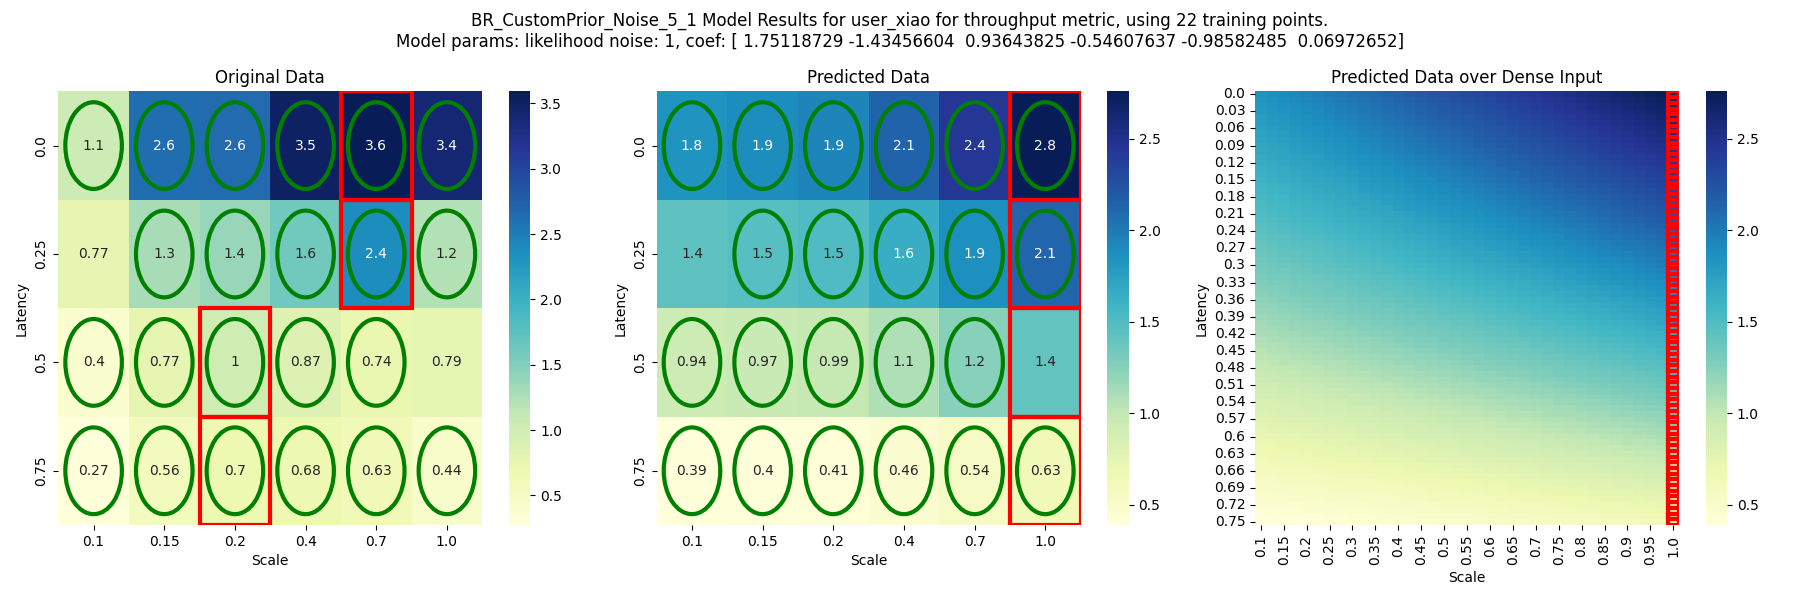 BR_CustomPrior_Noise_5_1 Model Results for user_xiao for throughput metric, using 22 training points.
Model params: likelihood noise: 1, coef: [ 1.75118729 -1.43456604  0.93643825 -0.54607637 -0.98582485  0.06972652]
Original Data
0.0 1.1 2.6 2.6 3.5 3.6 3.4
0.25 0.77 1.3 1.4 1.6 2.4 1.2
0.5 0.4 0.77 1 0.87 0.74 0.79
0.75 0.27 0.56 0.7 0.68 0.63 0.44
0.1 0.15 0.2 0.4 0.7 1.0
Scale
Latency
3.5
3.0
2.5
2.0
1.5
1.0
0.5
Predicted Data
0.0 1.8 1.9 1.9 2.1 2.4 2.8
0.25 1.4 1.5 1.5 1.6 1.9 2.1
0.5 0.94 0.97 0.99 1.1 1.2 1.4
0.75 0.39 0.4 0.41 0.46 0.54 0.63
0.1 0.15 0.2 0.4 0.7 1.0
Scale
Latency
2.5
2.0
1.5
1.0
0.5
Predicted Data over Dense Input
0.0
0.03
0.06
0.09
0.12
0.15
0.18
0.21
0.24
0.27
0.3
0.33
0.36
0.39
0.42
0.45
0.48
0.51
0.54
0.57
0.6
0.63
0.66
0.69
0.72
0.75
0.1 0.15 0.2 0.25 0.3 0.35 0.4 0.45 0.5 0.55 0.6 0.65 0.7 0.75 0.8 0.85 0.9 0.95 1.0
Scale
Latency
2.5
2.0
1.5
1.0
0.5